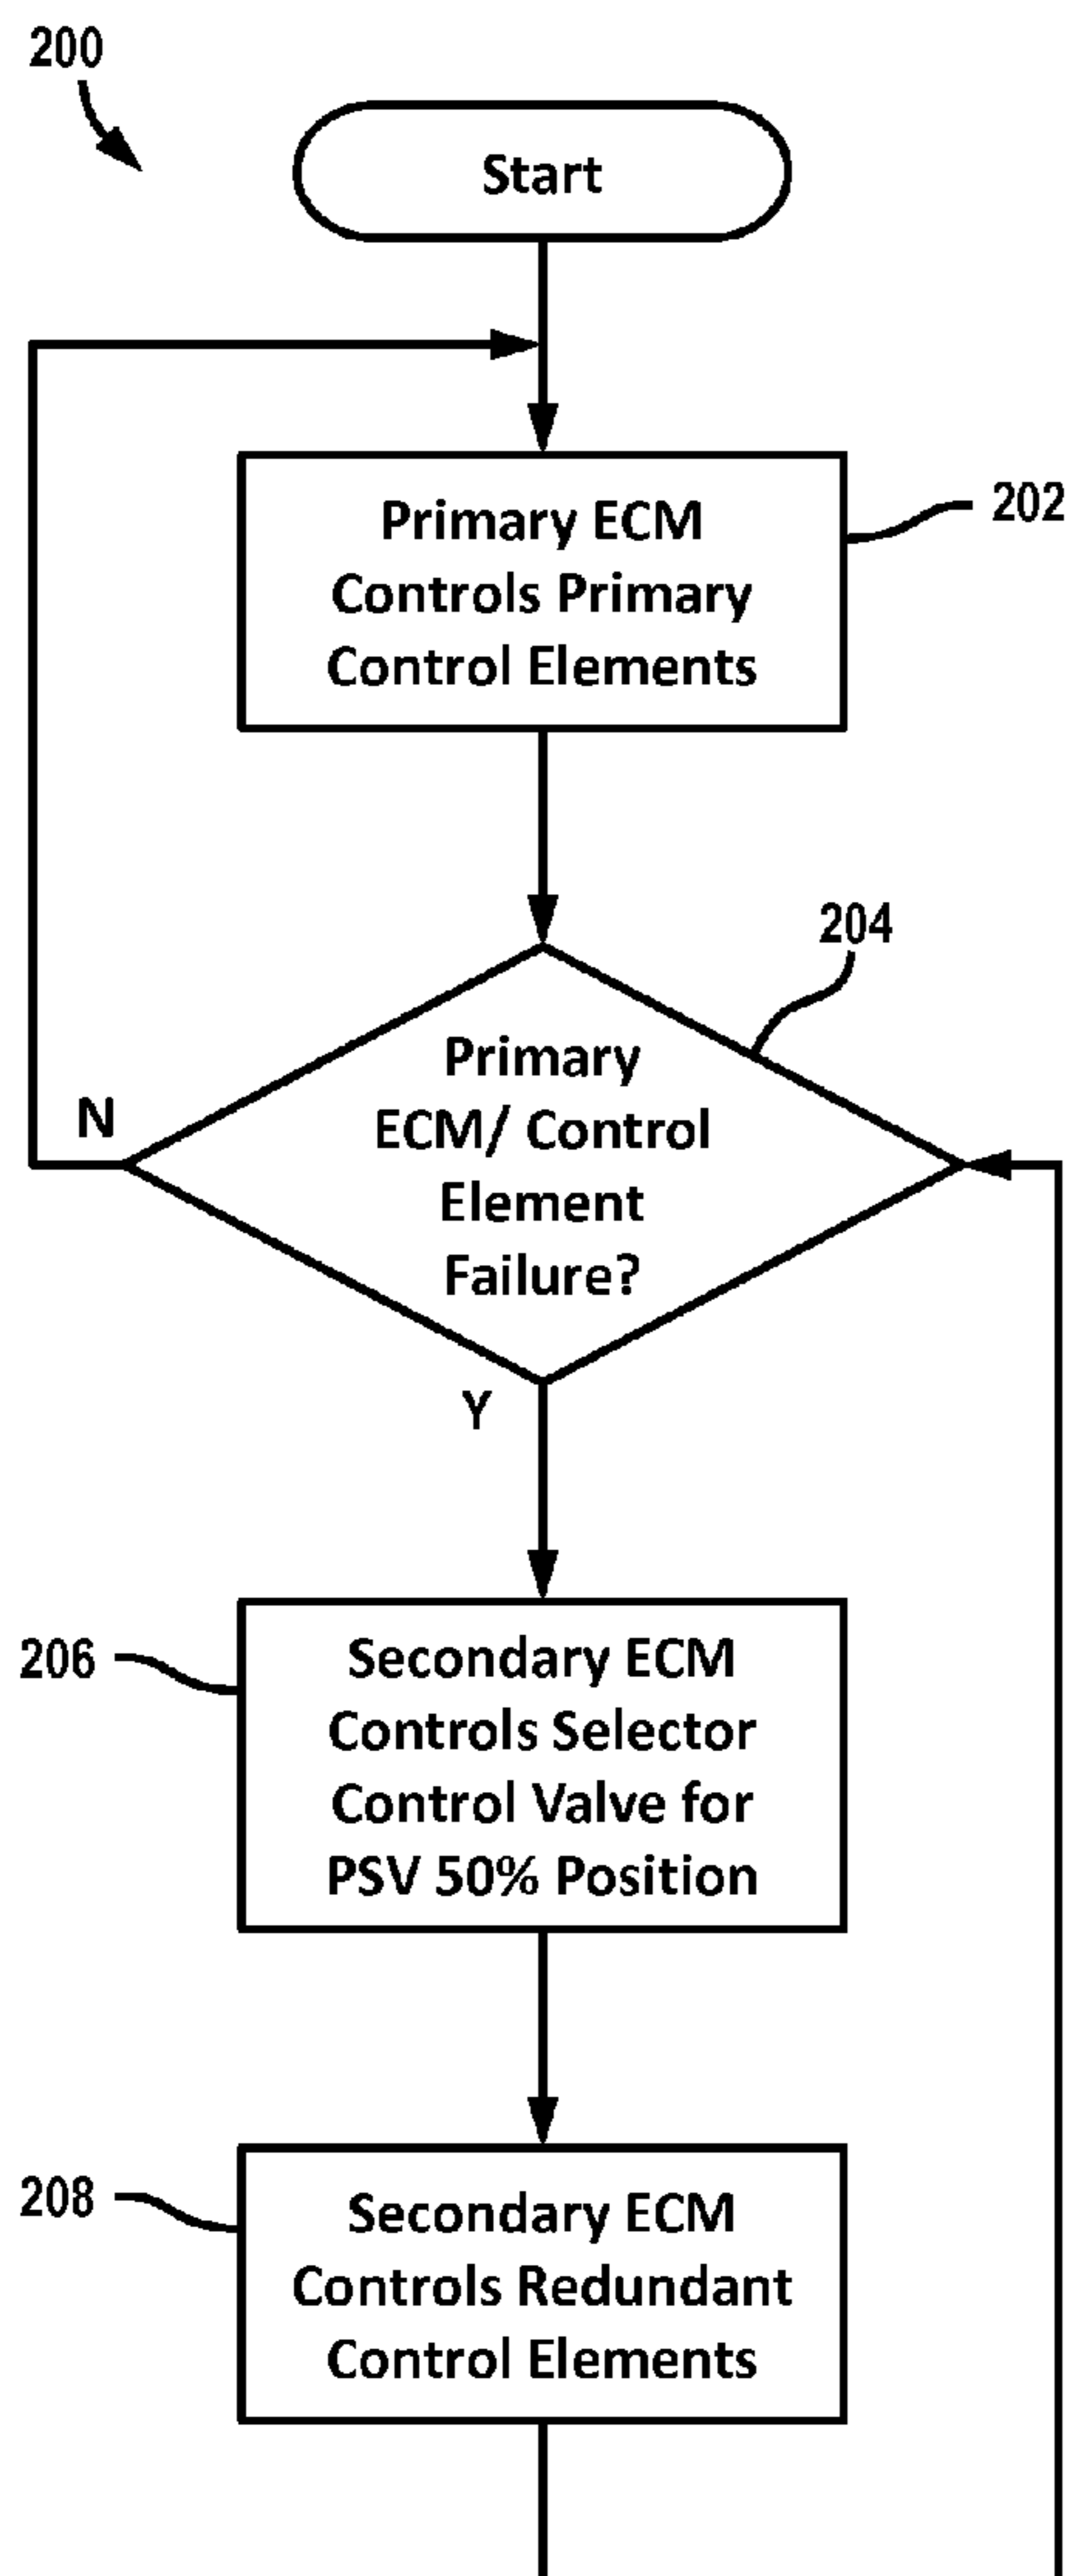 200
Start
Primary ECM
Controls Primary
Control Elements
202
204
Primary
ECM/ Control
Element
Failure?
N
Y
206
Secondary ECM
Controls Selector
Control Valve for
PSV 50% Position
208
Secondary ECM
Controls Redundant
Control Elements